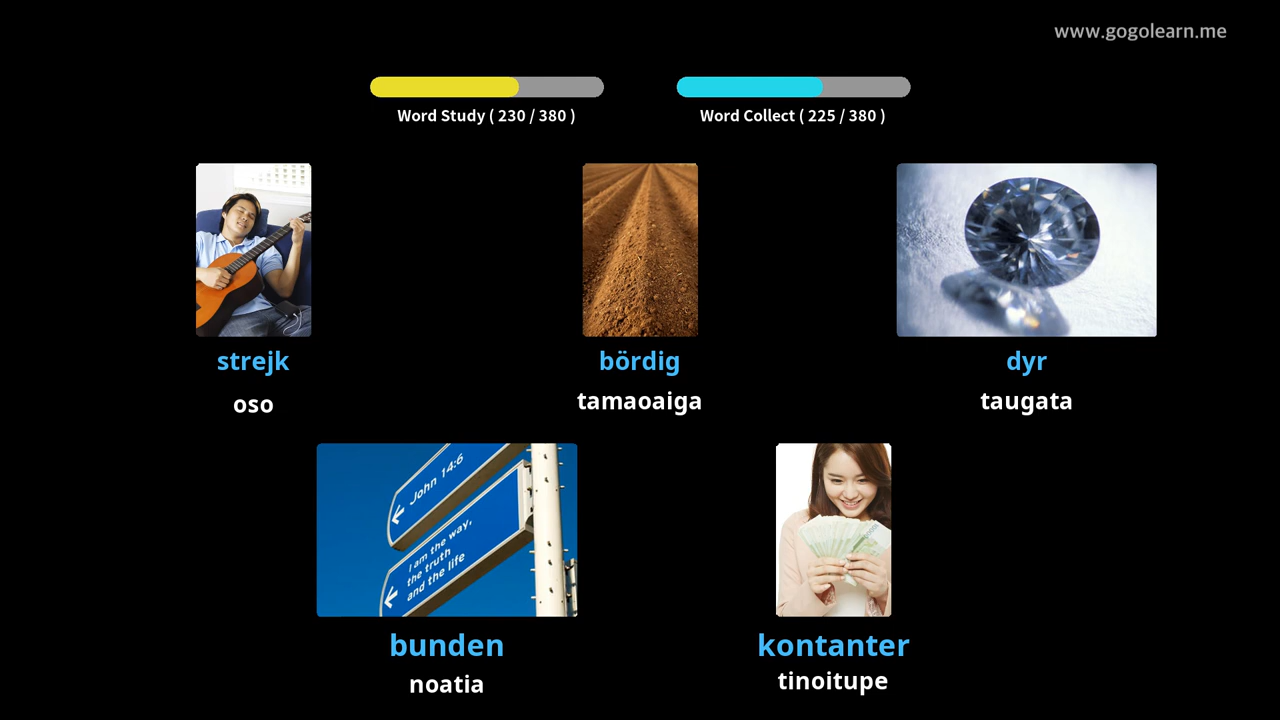 www.gogolearn.me
Word Study ( 230 / 380 )
Word Collect ( 225 / 380 )
strejk
oso
bördig
tamaoaiga
dyr
taugata
John 14:6
I am the way,
the truth
and the life
bunden
noatia
kontanter
tinoitupe